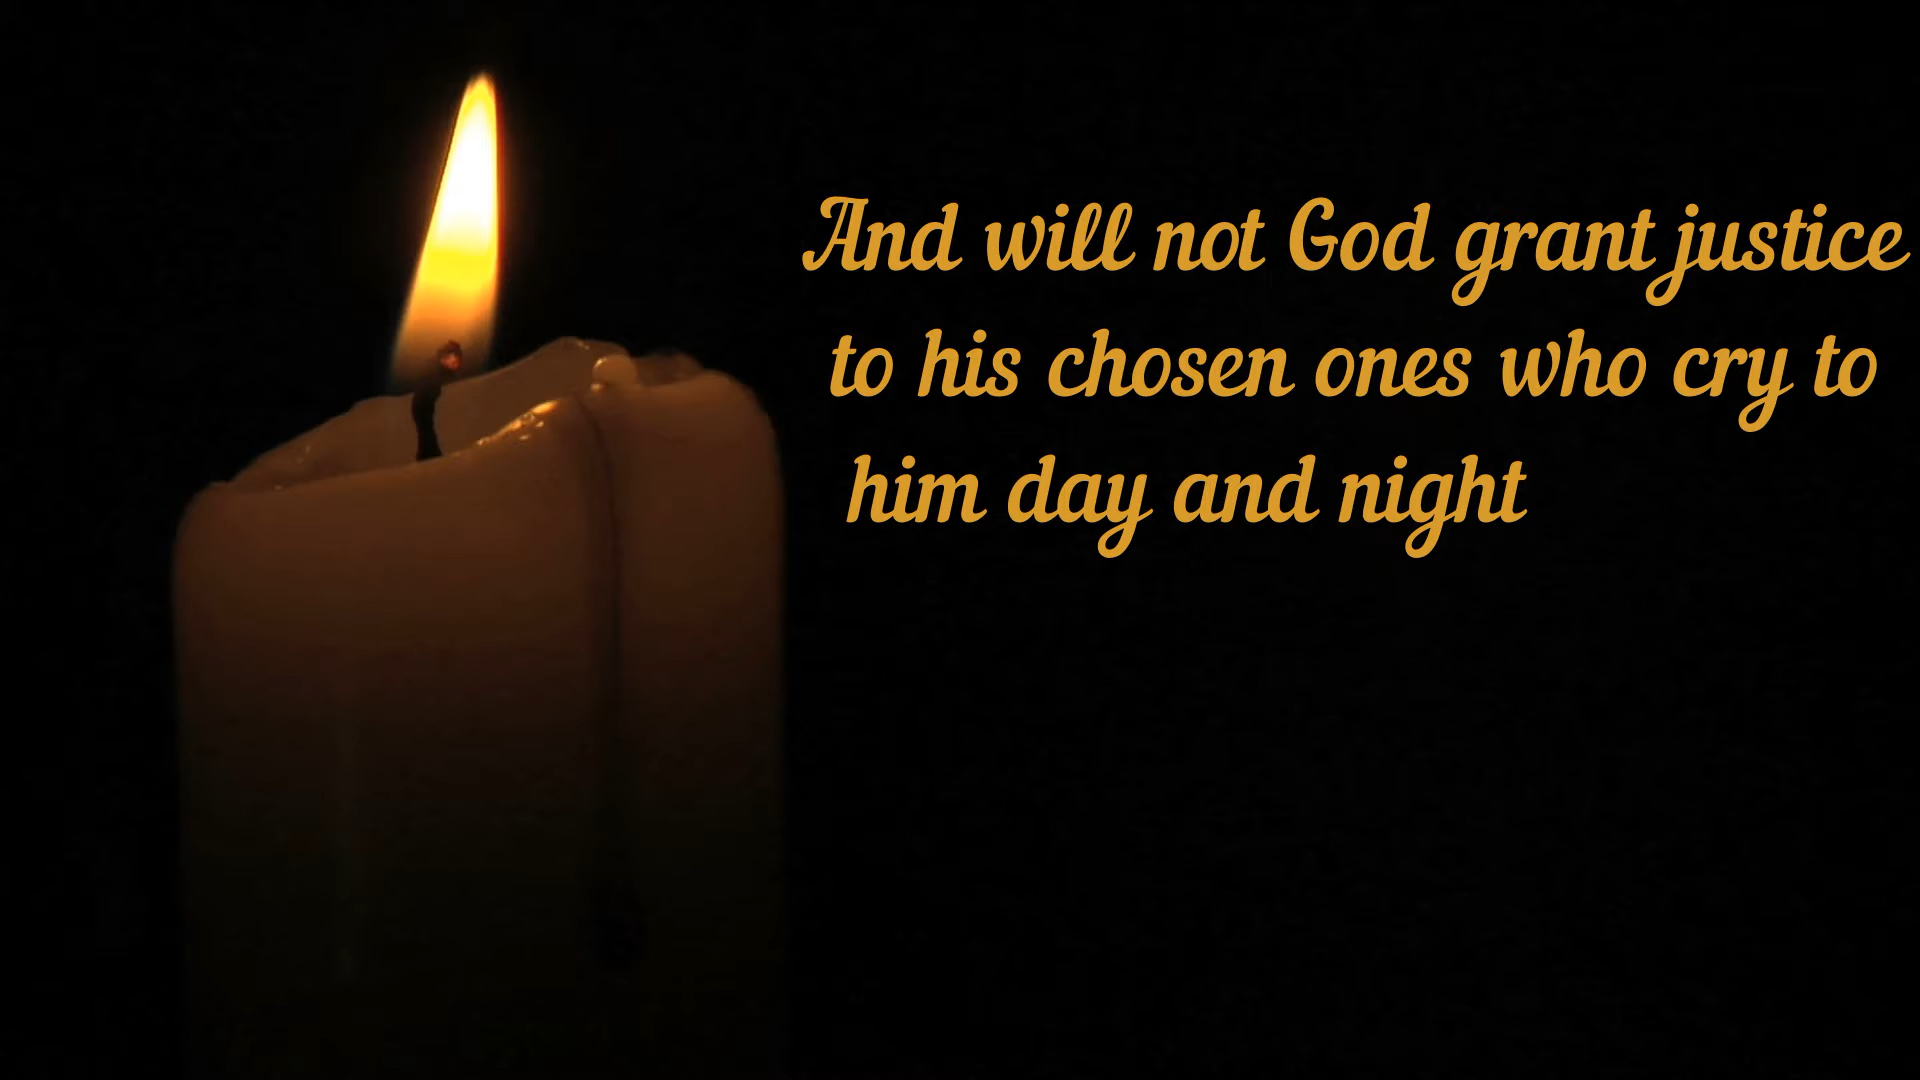 And will not God grant justice
to his chosen ones who cry to
him day and night